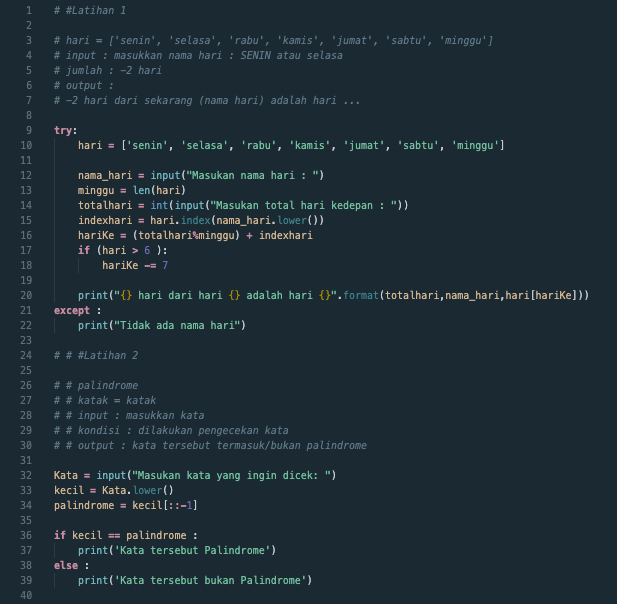 1 # #Latihan 1
2
3 # hari = ['senin', 'selasa', 'rabu', 'kamis', 'jumat', 'sabtu', 'minggu']
4 # input : masukkan nama hari : SENIN atau selasa
5 # jumlah : -2 hari
6 # output :
7 # -2 hari dari sekarang (nama hari) adalah hari ...
8
9 try:
10     hari = ['senin', 'selasa', 'rabu', 'kamis', 'jumat', 'sabtu', 'minggu']
11
12     nama_hari = input("Masukan nama hari : ")
13     minggu = len(hari)
14     totalhari = int(input("Masukan total hari kedepan : "))
15     indexhari = hari.index(nama_hari.lower())
16     hariKe = (totalhari%minggu) + indexhari
17     if (hari > 6 ):
18         hariKe -= 7
19
20     print("{} hari dari hari {} adalah hari {}".format(totalhari,nama_hari,hari[hariKe]))
21 except :
22     print("Tidak ada nama hari")
23
24 # # #Latihan 2
25
26 # # palindrome
27 # # katak = katak
28 # # input : masukkan kata
29 # # kondisi : dilakukan pengecekan kata
30 # # output : kata tersebut termasuk/bukan palindrome
31
32 Kata = input("Masukan kata yang ingin dicek: ")
33 kecil = Kata.lower()
34 palindrome = kecil[::-1]
35
36 if kecil == palindrome :
37     print('Kata tersebut Palindrome')
38 else :
39     print('Kata tersebut bukan Palindrome')
40